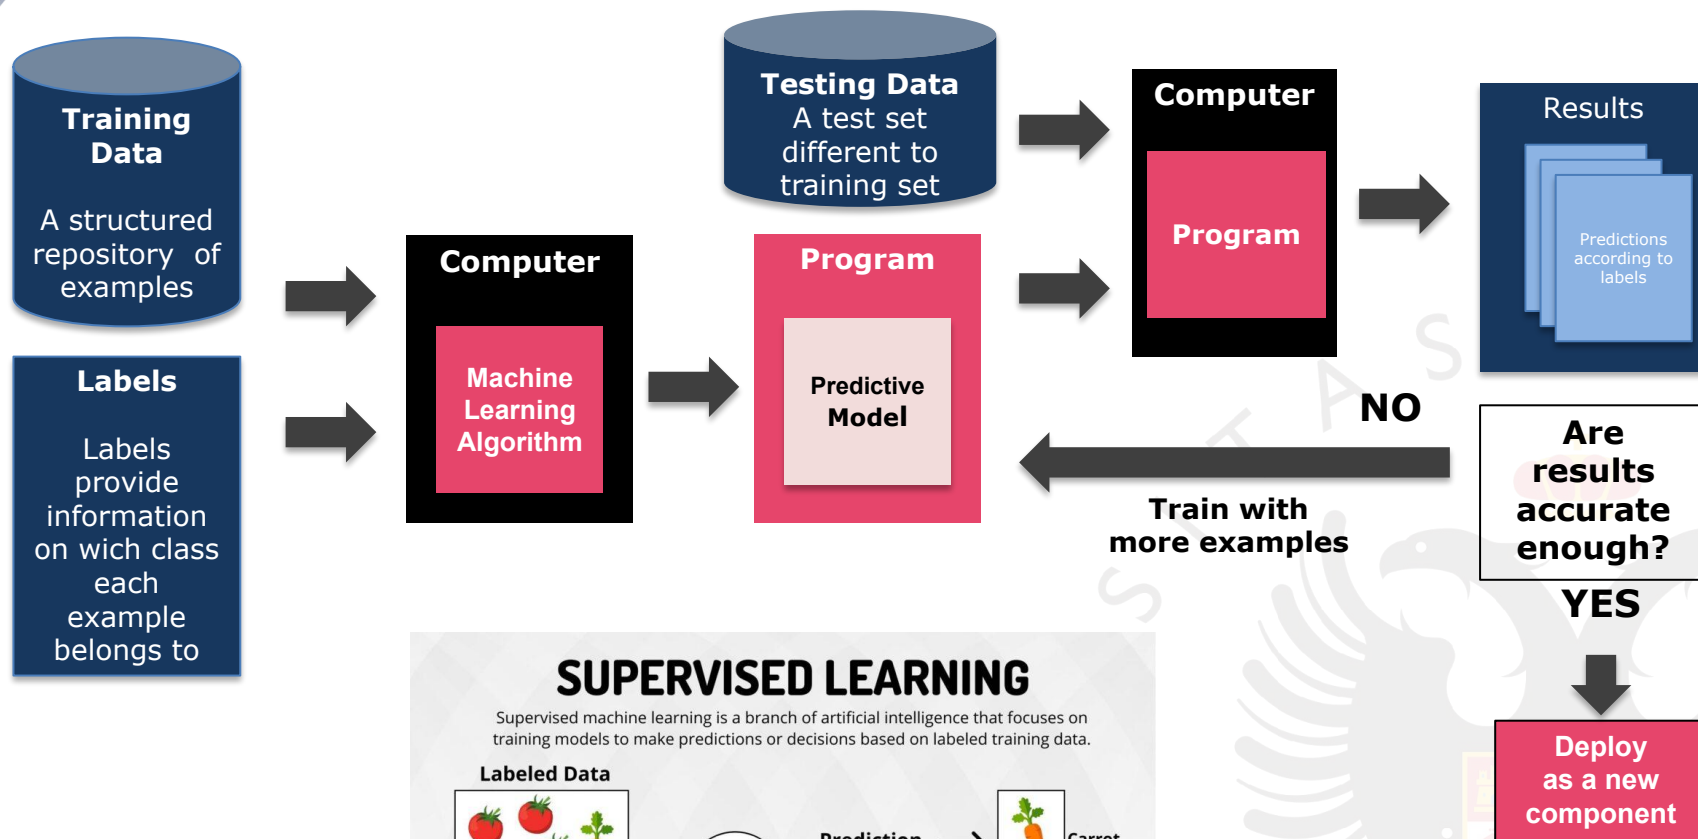 Training
Data
A structured
repository of
examples
Labels
Labels
provide
information
on wich class
each
example
belongs to
Computer
Machine
Learning
Algorithm
Program
Predictive
Model
Testing Data
A test set
different to
training set
Computer
Program
Results
Predictions
according to
labels
NO
Train with
more examples
Are
results
accurate
enough?
YES
Deploy
as a new
component
SUPERVISED LEARNING
Supervised machine learning is a branch of artificial intelligence that focuses on
training models to make predictions or decisions based on labeled training data.
Labeled Data
Prediction
Carrot
S I T A S